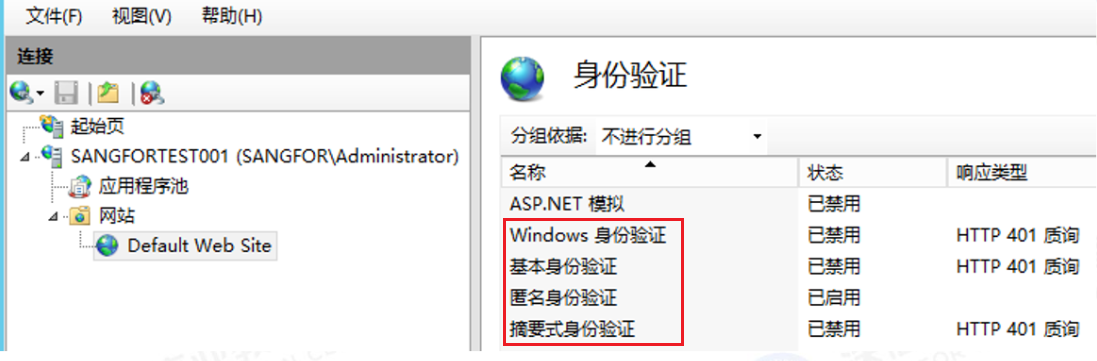 文件(F) 视图(V) 帮助(H)
连接
起始页
SANGFORTEST001 (SANGFOR\Administrator)
应用程序池
网站
Default Web Site
身份验证
分组依据: 不进行分组
名称 状态 响应类型
ASP.NET 模拟 已禁用
Windows 身份验证 已禁用 HTTP 401 质询
基本身份验证 已禁用 HTTP 401 质询
匿名身份验证 已启用
摘要式身份验证 已禁用 HTTP 401 质询